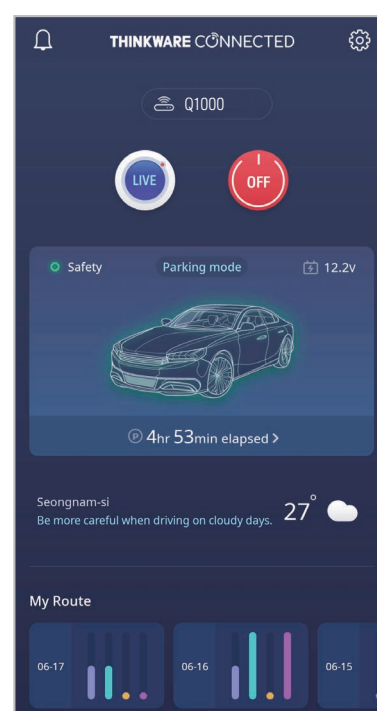 THINKWARE CONNECTED
Q1000
LIVE
OFF
Safety
Parking mode
12.2v
P 4hr 53min elapsed >
Seongnam-si
Be more careful when driving on cloudy days.
27°
My Route
06-17
06-16
06-15